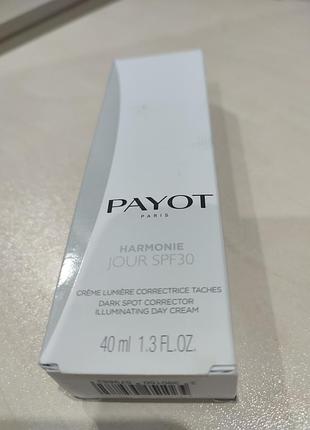 PAYOT
PARIS
HARMONIE
JOUR SPF30
CRÈME LUMIÈRE CORRECTRICE TACHES
DARK SPOT CORRECTOR
ILLUMINATING DAY CREAM
40 ml 1.3 FL.OZ.